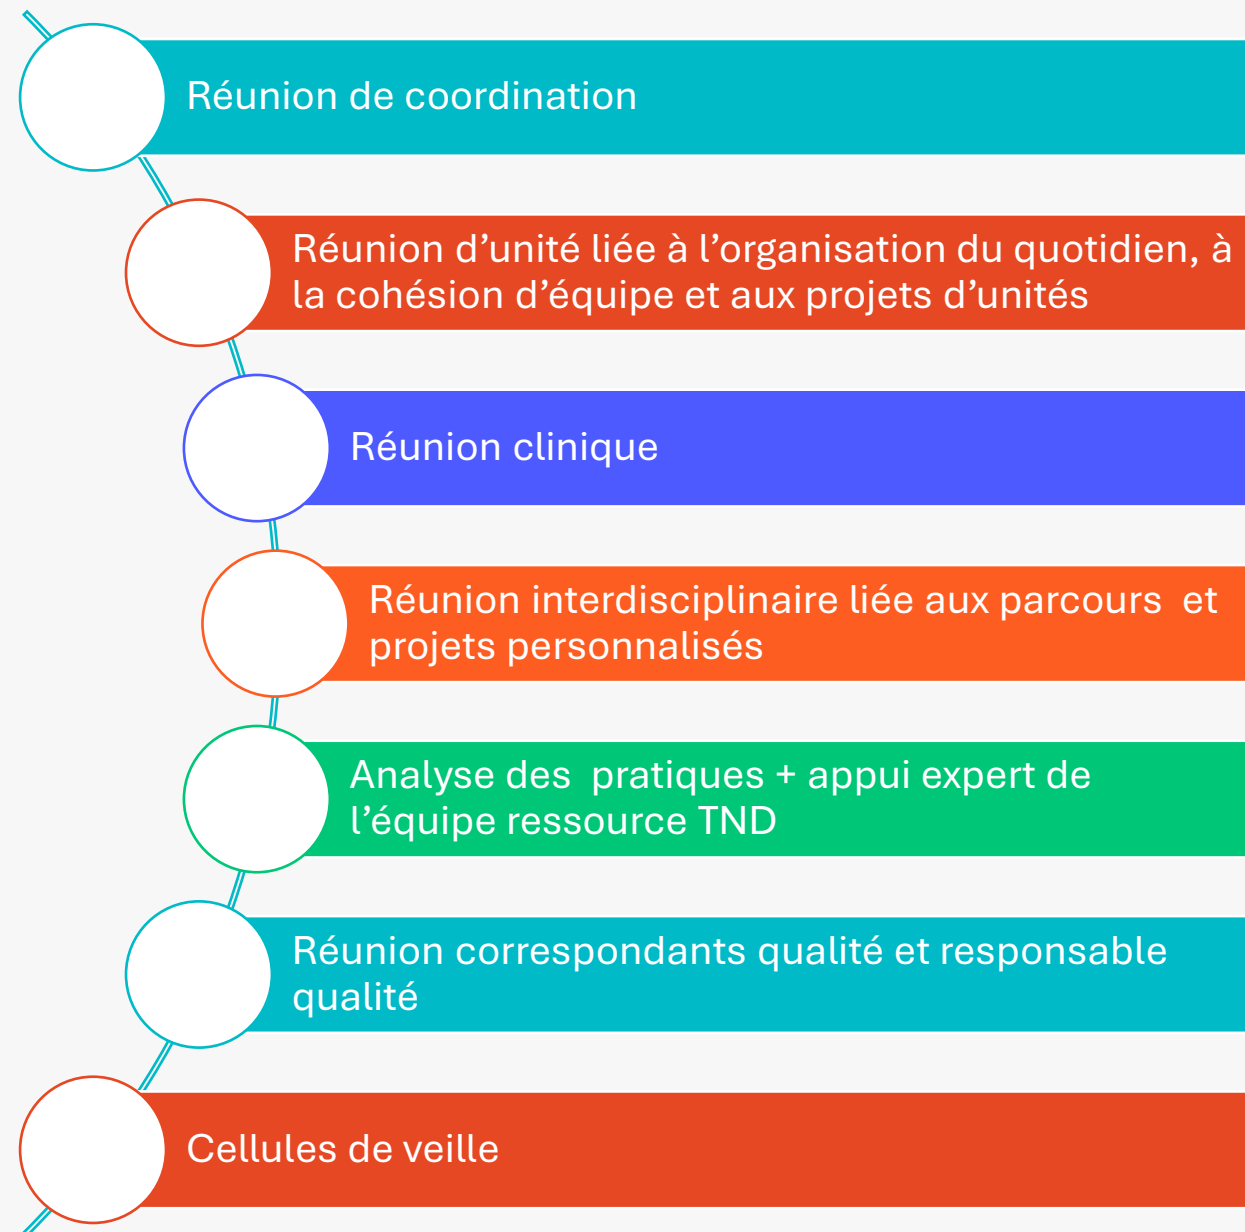 Réunion de coordination
Réunion d’unité liée à l’organisation du quotidien, à
la cohésion d’équipe et aux projets d’unités
Réunion clinique
Réunion interdisciplinaire liée aux parcours  et
projets personnalisés
Analyse des  pratiques + appui expert de
l’équipe ressource TND
Réunion correspondants qualité et responsable
qualité
Cellules de veille